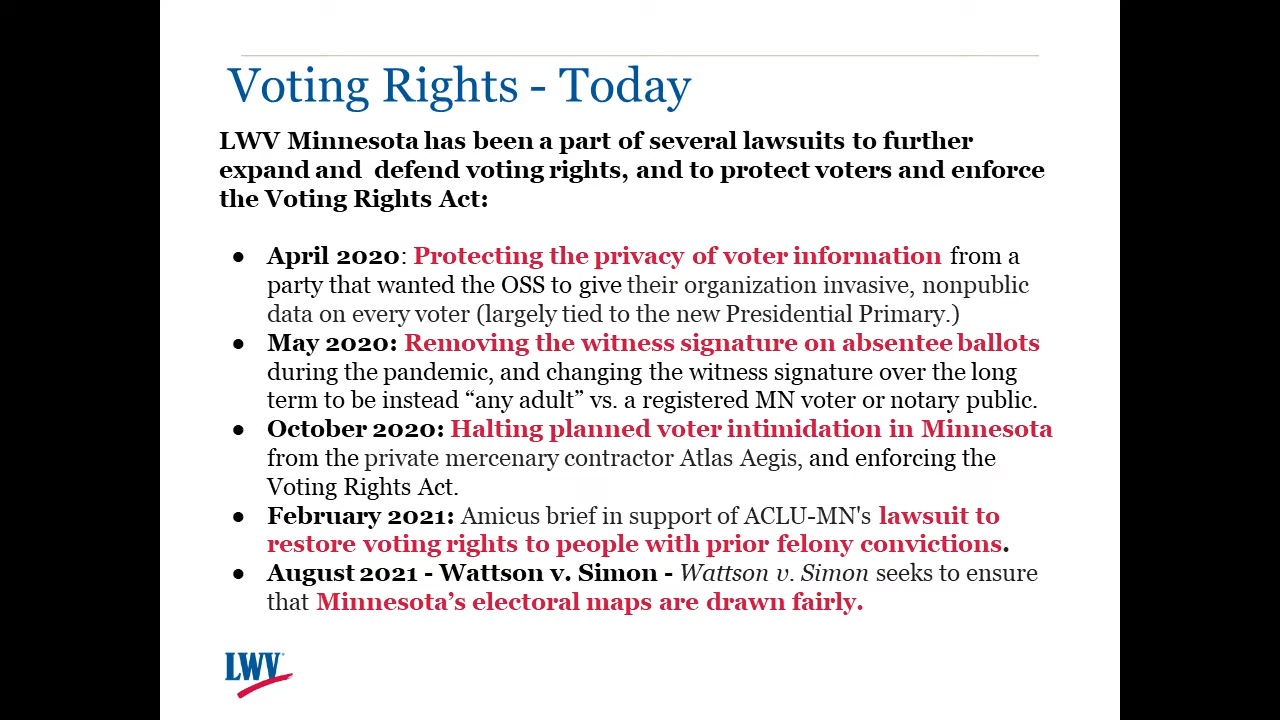 Voting Rights - Today
LWV Minnesota has been a part of several lawsuits to further
expand and defend voting rights, and to protect voters and enforce
the Voting Rights Act:
● April 2020: Protecting the privacy of voter information from a
party that wanted the OSS to give their organization invasive, nonpublic
data on every voter (largely tied to the new Presidential Primary.)
● May 2020: Removing the witness signature on absentee ballots
during the pandemic, and changing the witness signature over the long
term to be instead “any adult” vs. a registered MN voter or notary public.
● October 2020: Halting planned voter intimidation in Minnesota
from the private mercenary contractor Atlas Aegis, and enforcing the
Voting Rights Act.
● February 2021: Amicus brief in support of ACLU-MN's lawsuit to
restore voting rights to people with prior felony convictions.
● August 2021 - Wattson v. Simon - Wattson v. Simon seeks to ensure
that Minnesota’s electoral maps are drawn fairly.
LWV